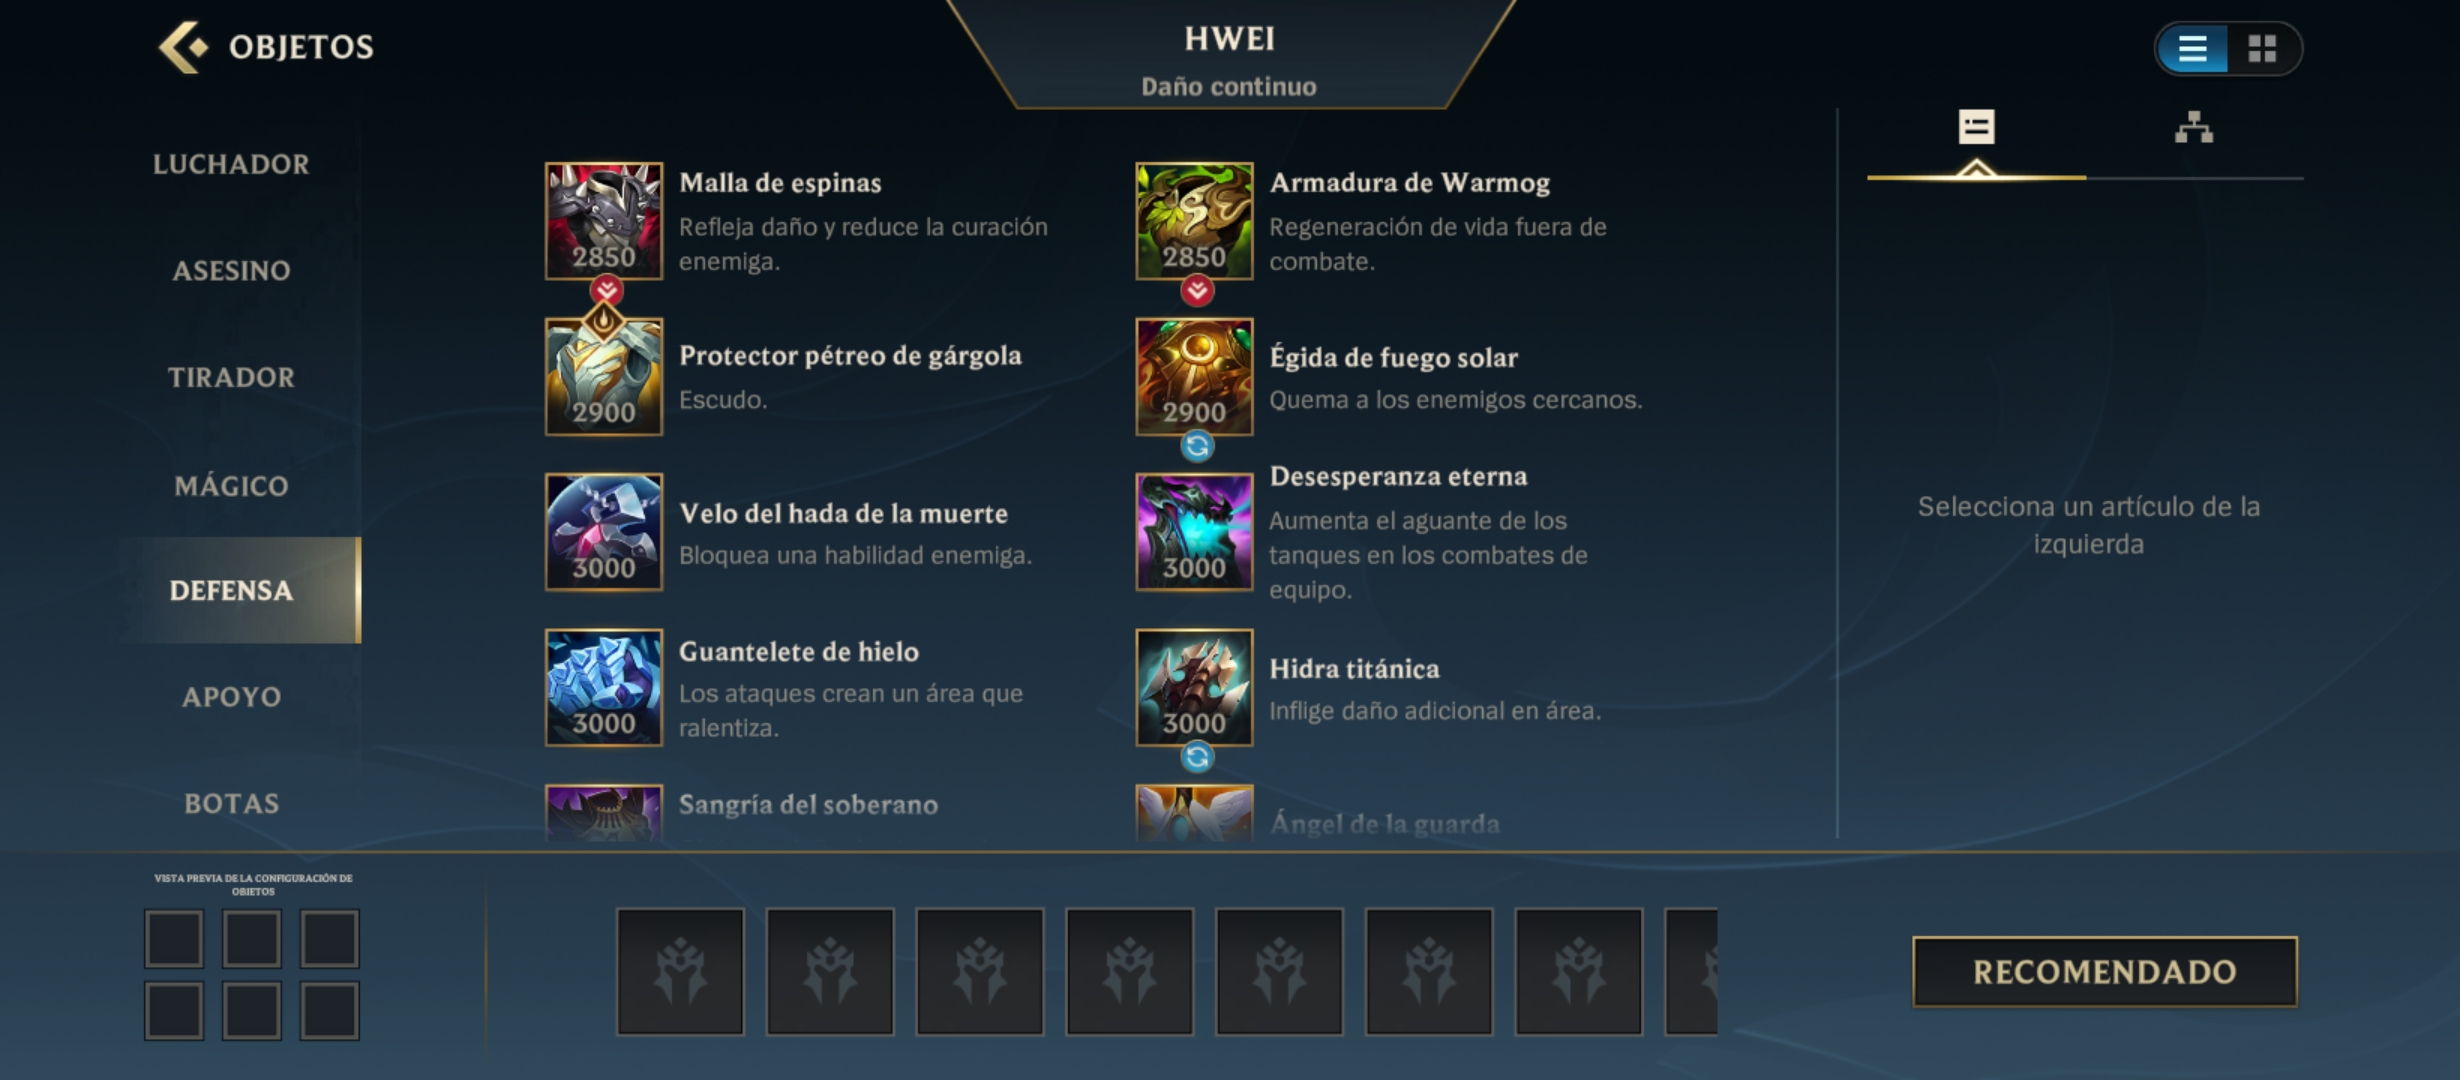 OBJETOS
HWEI
Daño continuo
LUCHADOR
ASESINO
TIRADOR
MÁGICO
DEFENSA
APOYO
BOTAS
Malla de espinas
Refleja daño y reduce la curación
enemiga.
2850
Armadura de Warmog
Regeneración de vida fuera de
combate.
2850
Protector pétreo de gárgola
Escudo.
2900
Égida de fuego solar
Quema a los enemigos cercanos.
2900
Velo del hada de la muerte
Bloquea una habilidad enemiga.
3000
Desesperanza eterna
Aumenta el aguante de los
tanques en los combates de
equipo.
3000
Guantelete de hielo
Los ataques crean un área que
ralentiza.
3000
Hidra titánica
Inflige daño adicional en área.
3000
Sangría del soberano
Ángel de la guarda
Selecciona un artículo de la
izquierda
VISTA PREVIA DE LA CONFIGURACIÓN DE
OBJETOS
RECOMENDADO